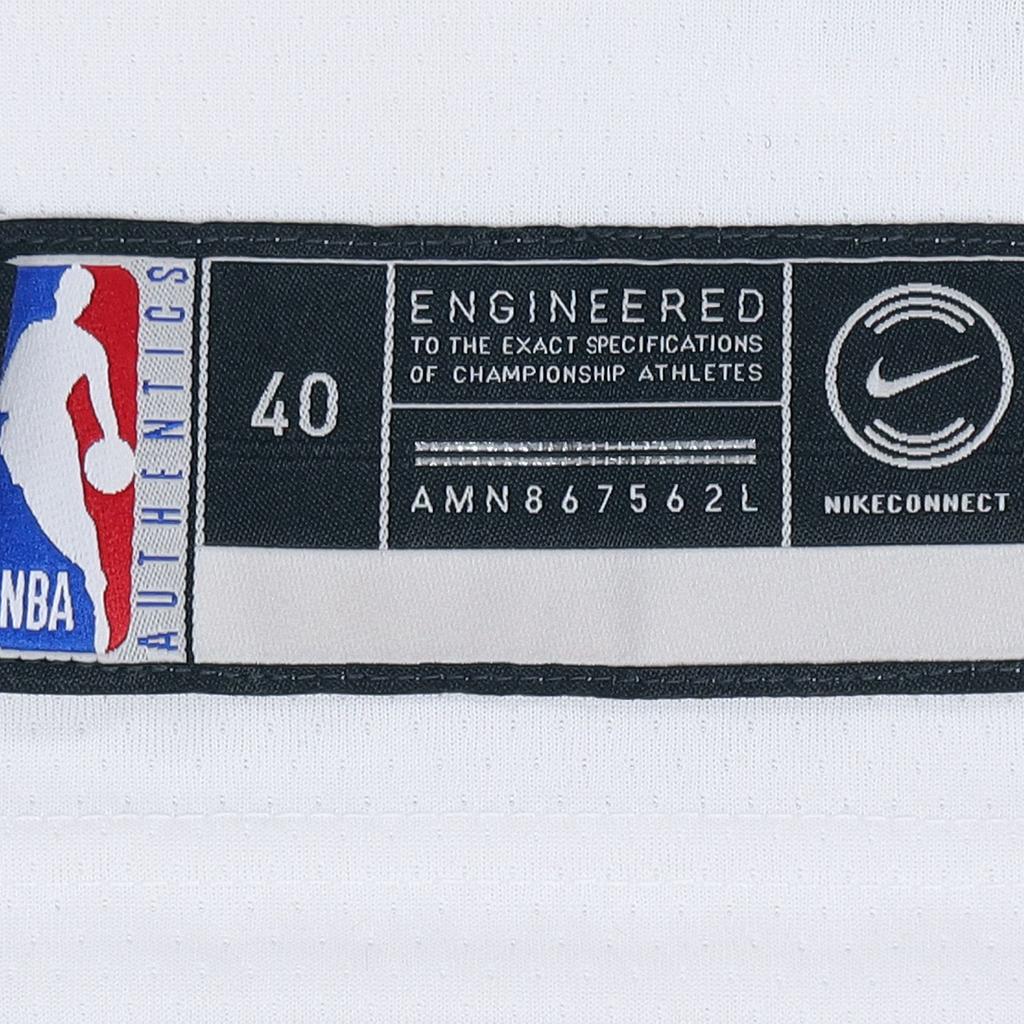 NBA
AUTHENTICS
40
ENGINEERED
TO THE EXACT SPECIFICATIONS
OF CHAMPIONSHIP ATHLETES
AMN867562L
NIKECONNECT